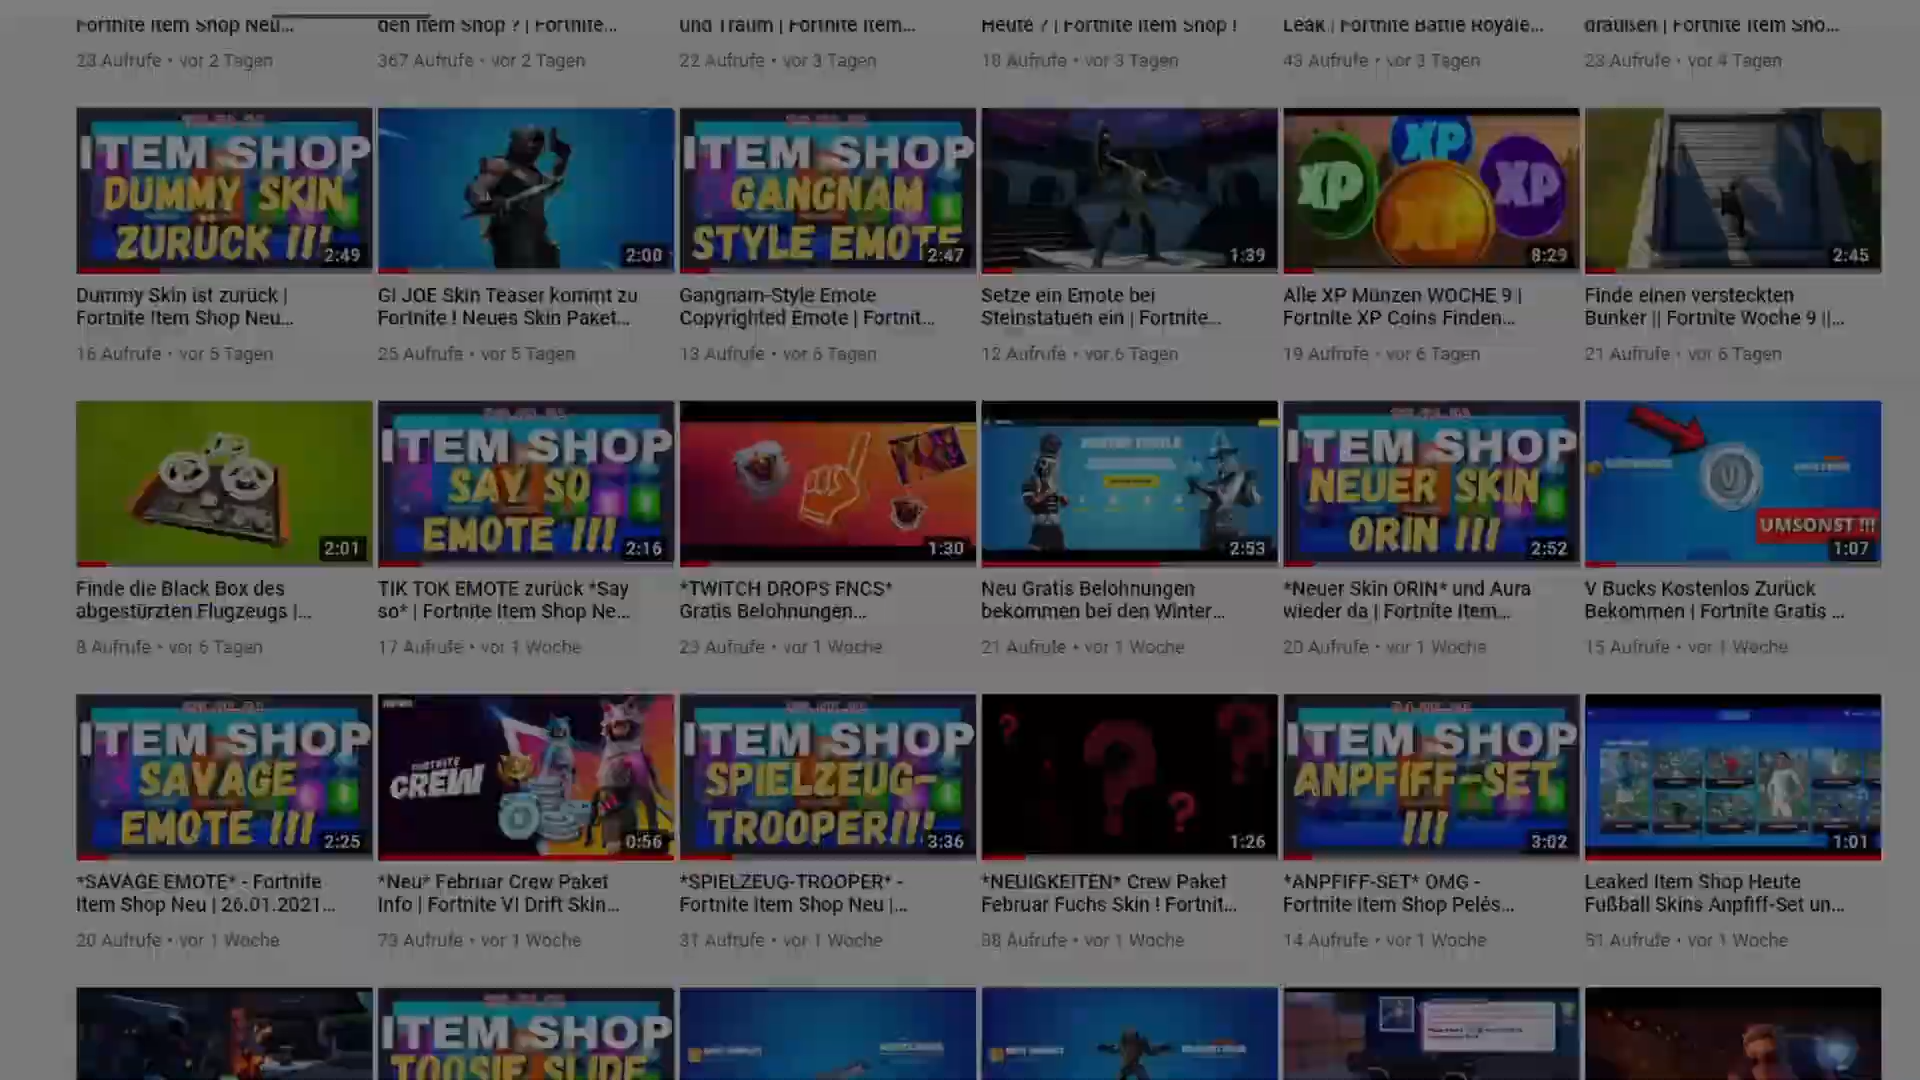 Fortnite Item Shop Neu...
den Item Shop ? | Fortnite...
und Traum | Fortnite Item...
Heute ? | Fortnite Item Shop !
Leak | Fortnite Battle Royale...
draußen | Fortnite Item Sho...
23 Aufrufe • vor 2 Tagen
367 Aufrufe • vor 2 Tagen
22 Aufrufe • vor 3 Tagen
18 Aufrufe • vor 3 Tagen
43 Aufrufe • vor 3 Tagen
23 Aufrufe • vor 4 Tagen
ITEM SHOP
DUMMY SKIN
ZURÜCK !!!
2:49
2:00
ITEM SHOP
GANGNAM
STYLE EMOTE
2:47
1:39
XP
XP
XP
XP
8:29
2:45
Dummy Skin ist zurück |
Fortnite Item Shop Neu...
16 Aufrufe • vor 5 Tagen
GI JOE Skin Teaser kommt zu
Fortnite ! Neues Skin Paket...
25 Aufrufe • vor 5 Tagen
Gangnam-Style Emote
Copyrighted Emote | Fortnit...
13 Aufrufe • vor 6 Tagen
Setze ein Emote bei
Steinstatuen ein | Fortnite...
12 Aufrufe • vor 6 Tagen
Alle XP Münzen WOCHE 9 |
Fortnite XP Coins Finden...
19 Aufrufe • vor 6 Tagen
Finde einen versteckten
Bunker || Fortnite Woche 9 ||...
21 Aufrufe • vor 6 Tagen
2:01
ITEM SHOP
SAY SO
EMOTE !!!
2:16
1:30
2:53
ITEM SHOP
NEUER SKIN
ORIN !!!
2:52
V
UMSONST !!!
1:07
Finde die Black Box des
abgestürzten Flugzeugs |...
8 Aufrufe • vor 6 Tagen
TIK TOK EMOTE zurück *Say
so* | Fortnite Item Shop Ne...
17 Aufrufe • vor 1 Woche
*TWITCH DROPS FNCS*
Gratis Belohnungen...
23 Aufrufe • vor 1 Woche
Neu Gratis Belohnungen
bekommen bei den Winter...
21 Aufrufe • vor 1 Woche
*Neuer Skin ORIN* und Aura
wieder da | Fortnite Item...
20 Aufrufe • vor 1 Woche
V Bucks Kostenlos Zurück
Bekommen | Fortnite Gratis ...
15 Aufrufe • vor 1 Woche
ITEM SHOP
SAVAGE
EMOTE !!!
2:25
FORTNITE
CREW
0:56
ITEM SHOP
SPIELZEUG-
TROOPER!!!
3:36
? ? ? ?
1:26
ITEM SHOP
ANPFIFF-SET
!!!
3:02
1:01
*SAVAGE EMOTE* - Fortnite
Item Shop Neu | 26.01.2021...
20 Aufrufe • vor 1 Woche
*Neu* Februar Crew Paket
Info | Fortnite VI Drift Skin...
73 Aufrufe • vor 1 Woche
*SPIELZEUG-TROOPER* -
Fortnite Item Shop Neu |...
31 Aufrufe • vor 1 Woche
*NEUIGKEITEN* Crew Paket
Februar Fuchs Skin ! Fortnit...
Aufrufe • vor 1 Woche
*ANPFIFF-SET* OMG -
Fortnite Item Shop Pelés...
14 Aufrufe • vor 1 Woche
Leaked Item Shop Heute
Fußball Skins Anpfiff-Set un...
51 Aufrufe • vor 1 Woche
ITEM SHOP
TOOSIE SLIDE